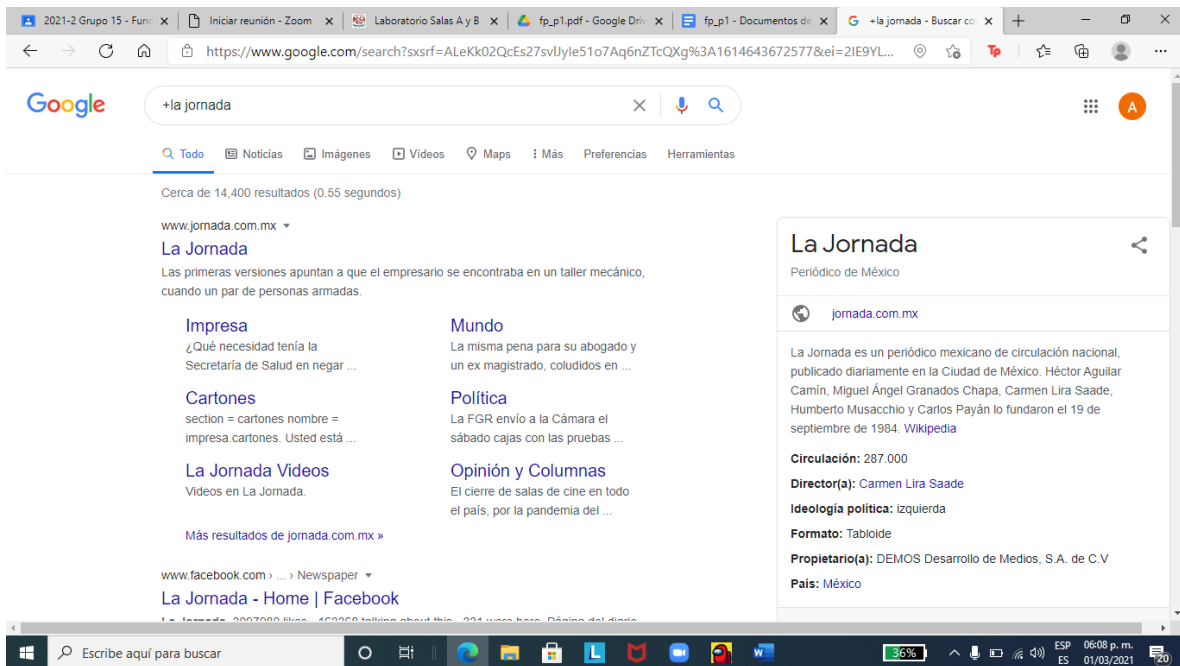 2021-2 Grupo 15 - Func
Iniciar reunión - Zoom
Laboratorio Salas A y B
fp_p1.pdf - Google Driv
fp_p1 - Documentos de
+la jornada - Buscar co
https://www.google.com/search?sxsrf=ALeKk02QcEs27svlJyIe51o7Aq6nZTcQXg%3A1614643672577&ei=2IE9YL...
Google
+la jornada
A
Todo Noticias Imágenes Vídeos Maps Más Preferencias Herramientas
Cerca de 14,400 resultados (0.55 segundos)
www.jornada.com.mx
La Jornada
Las primeras versiones apuntan a que el empresario se encontraba en un taller mecánico,
cuando un par de personas armadas.
Impresa
¿Qué necesidad tenía la
Secretaría de Salud en negar ...
Mundo
La misma pena para su abogado y
un ex magistrado, coludidos en ...
Cartones
section = cartones nombre =
impresa.cartones. Usted está ...
Política
La FGR envío a la Cámara el
sábado cajas con las pruebas ...
La Jornada Videos
Videos en La Jornada.
Opinión y Columnas
El cierre de salas de cine en todo
el país, por la pandemia del ...
Más resultados de jornada.com.mx »
www.facebook.com › ... › Newspaper
La Jornada - Home | Facebook
La Jornada
Periódico de México
jornada.com.mx
La Jornada es un periódico mexicano de circulación nacional,
publicado diariamente en la Ciudad de México. Héctor Aguilar
Camín, Miguel Ángel Granados Chapa, Carmen Lira Saade,
Humberto Musacchio y Carlos Payán lo fundaron el 19 de
septiembre de 1984. Wikipedia
Circulación: 287.000
Director(a): Carmen Lira Saade
Ideología política: izquierda
Formato: Tabloide
Propietario(a): DEMOS Desarrollo de Medios, S.A. de C.V
País: México
Escribe aquí para buscar
36%
ESP
ES
06:08 p. m.
01/03/2021
20